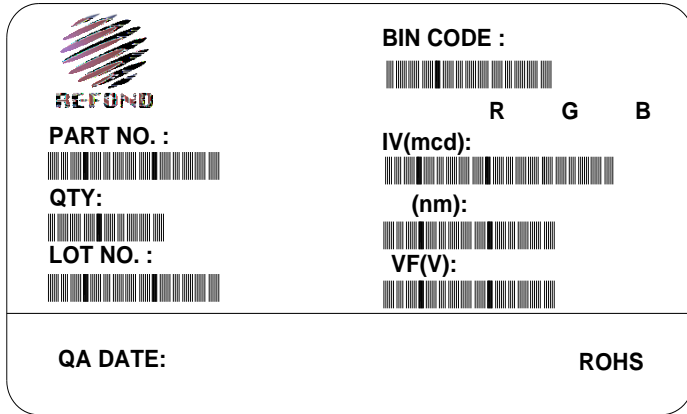 REFOND
BIN CODE :
R G B
PART NO. :
IV(mcd):
QTY:
(nm):
LOT NO. :
VF(V):
QA DATE:
ROHS